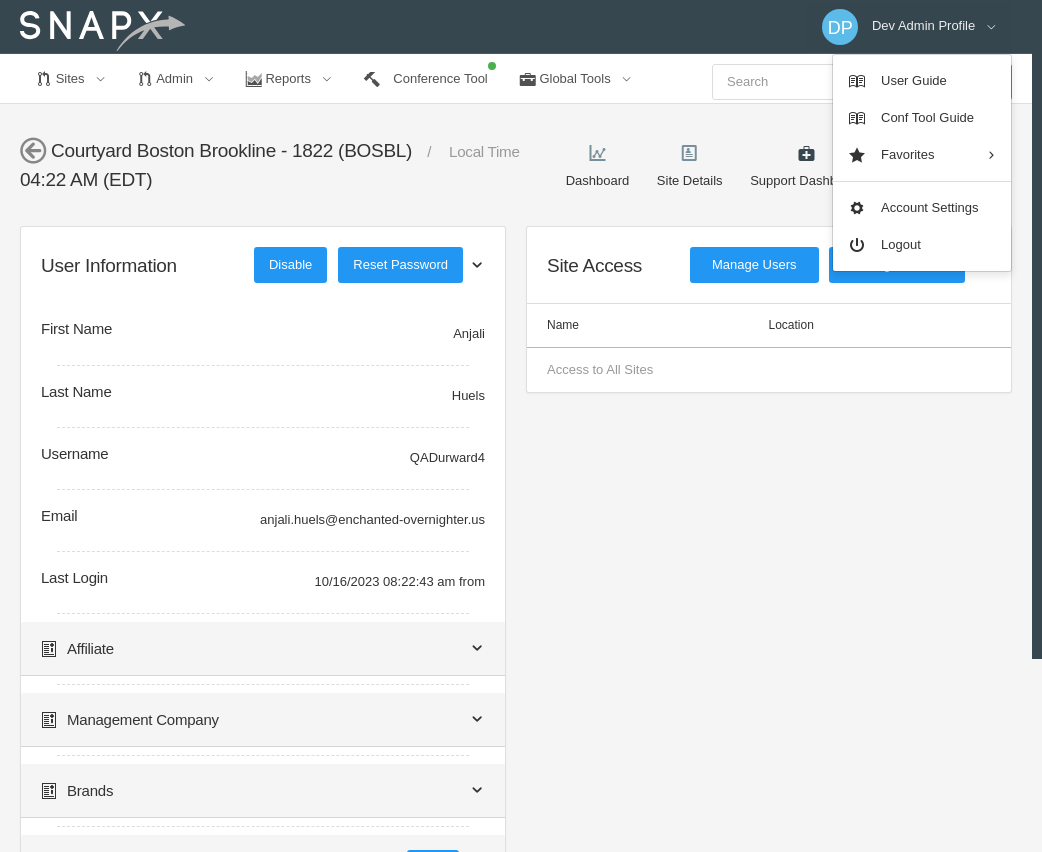 SNAPX
DP Dev Admin Profile
Sites Admin Reports Conference Tool Global Tools
Search
User Guide
Conf Tool Guide
Favorites
Account Settings
Logout
Courtyard Boston Brookline - 1822 (BOSBL) / Local Time
04:22 AM (EDT)
Dashboard Site Details Support
User Information Disable Reset Password
First Name Anjali
Last Name Huels
Username QADurward4
Email anjali.huels@enchanted-overnighter.us
Last Login 10/16/2023 08:22:43 am from
Affiliate
Management Company
Brands
Site Access Manage Users
Name Location
Access to All Sites